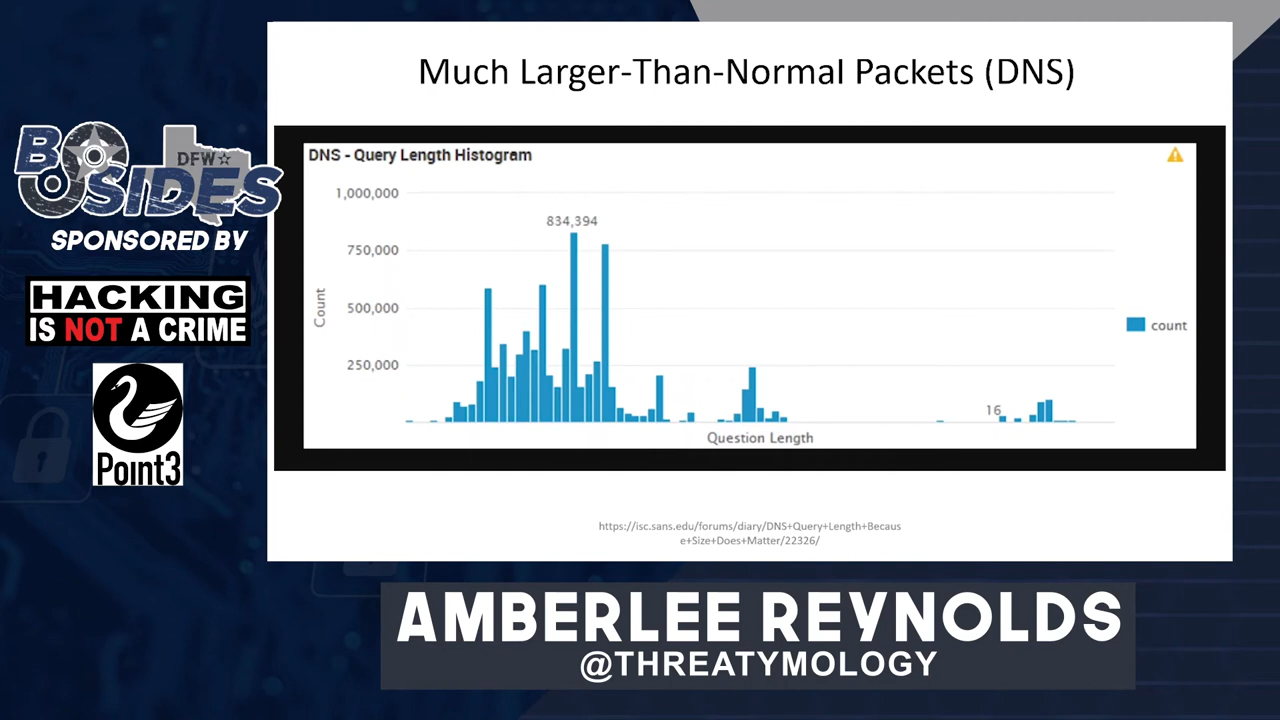 Much Larger-Than-Normal Packets (DNS)
DNS - Query Length Histogram
1,000,000
834,394
750,000
500,000
250,000
Count
16
Question Length
count
https://isc.sans.edu/forums/diary/DNS+Query+Length+Becaus
e+Size+Does+Matter/22326/
B SIDES
DFW
SPONSORED BY
HACKING
IS NOT A CRIME
Point3
AMBERLEE REYNOLDS
@THREATYMOLOGY